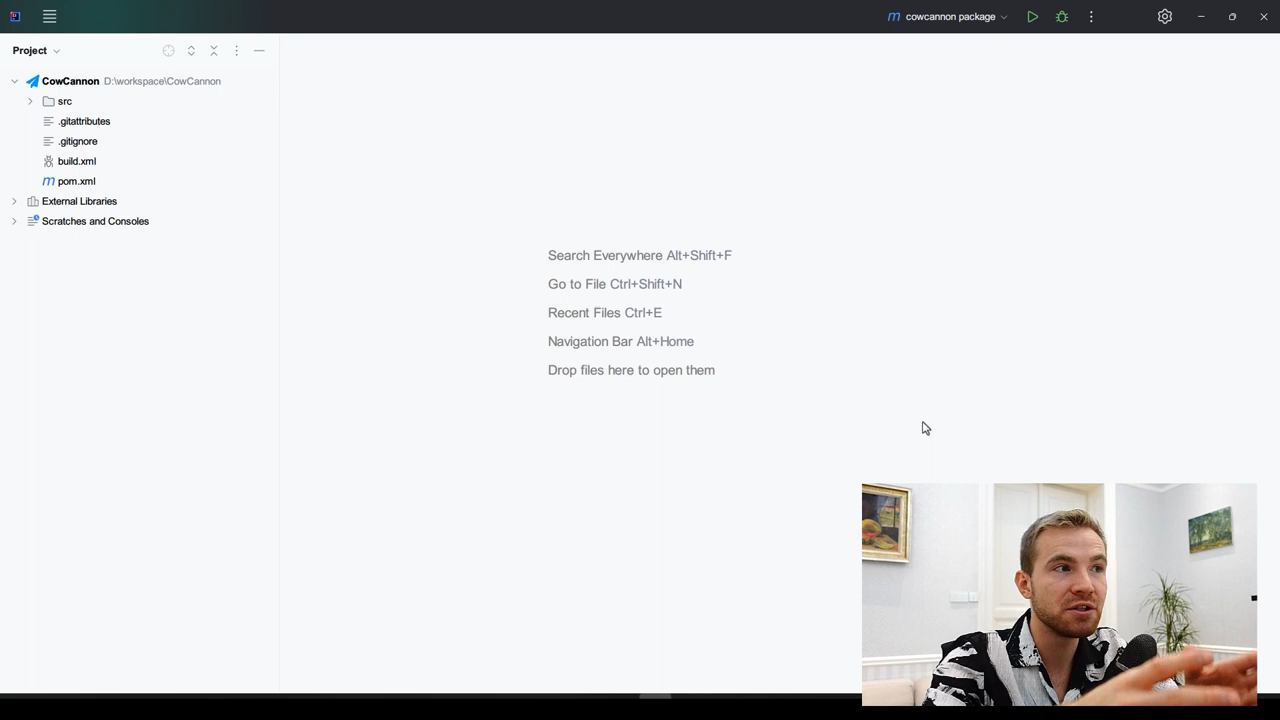 cowcannon package
Project
CowCannon D:\workspace\CowCannon
src
.gitattributes
.gitignore
build.xml
m pom.xml
External Libraries
Scratches and Consoles
Search Everywhere Alt+Shift+F
Go to File Ctrl+Shift+N
Recent Files Ctrl+E
Navigation Bar Alt+Home
Drop files here to open them